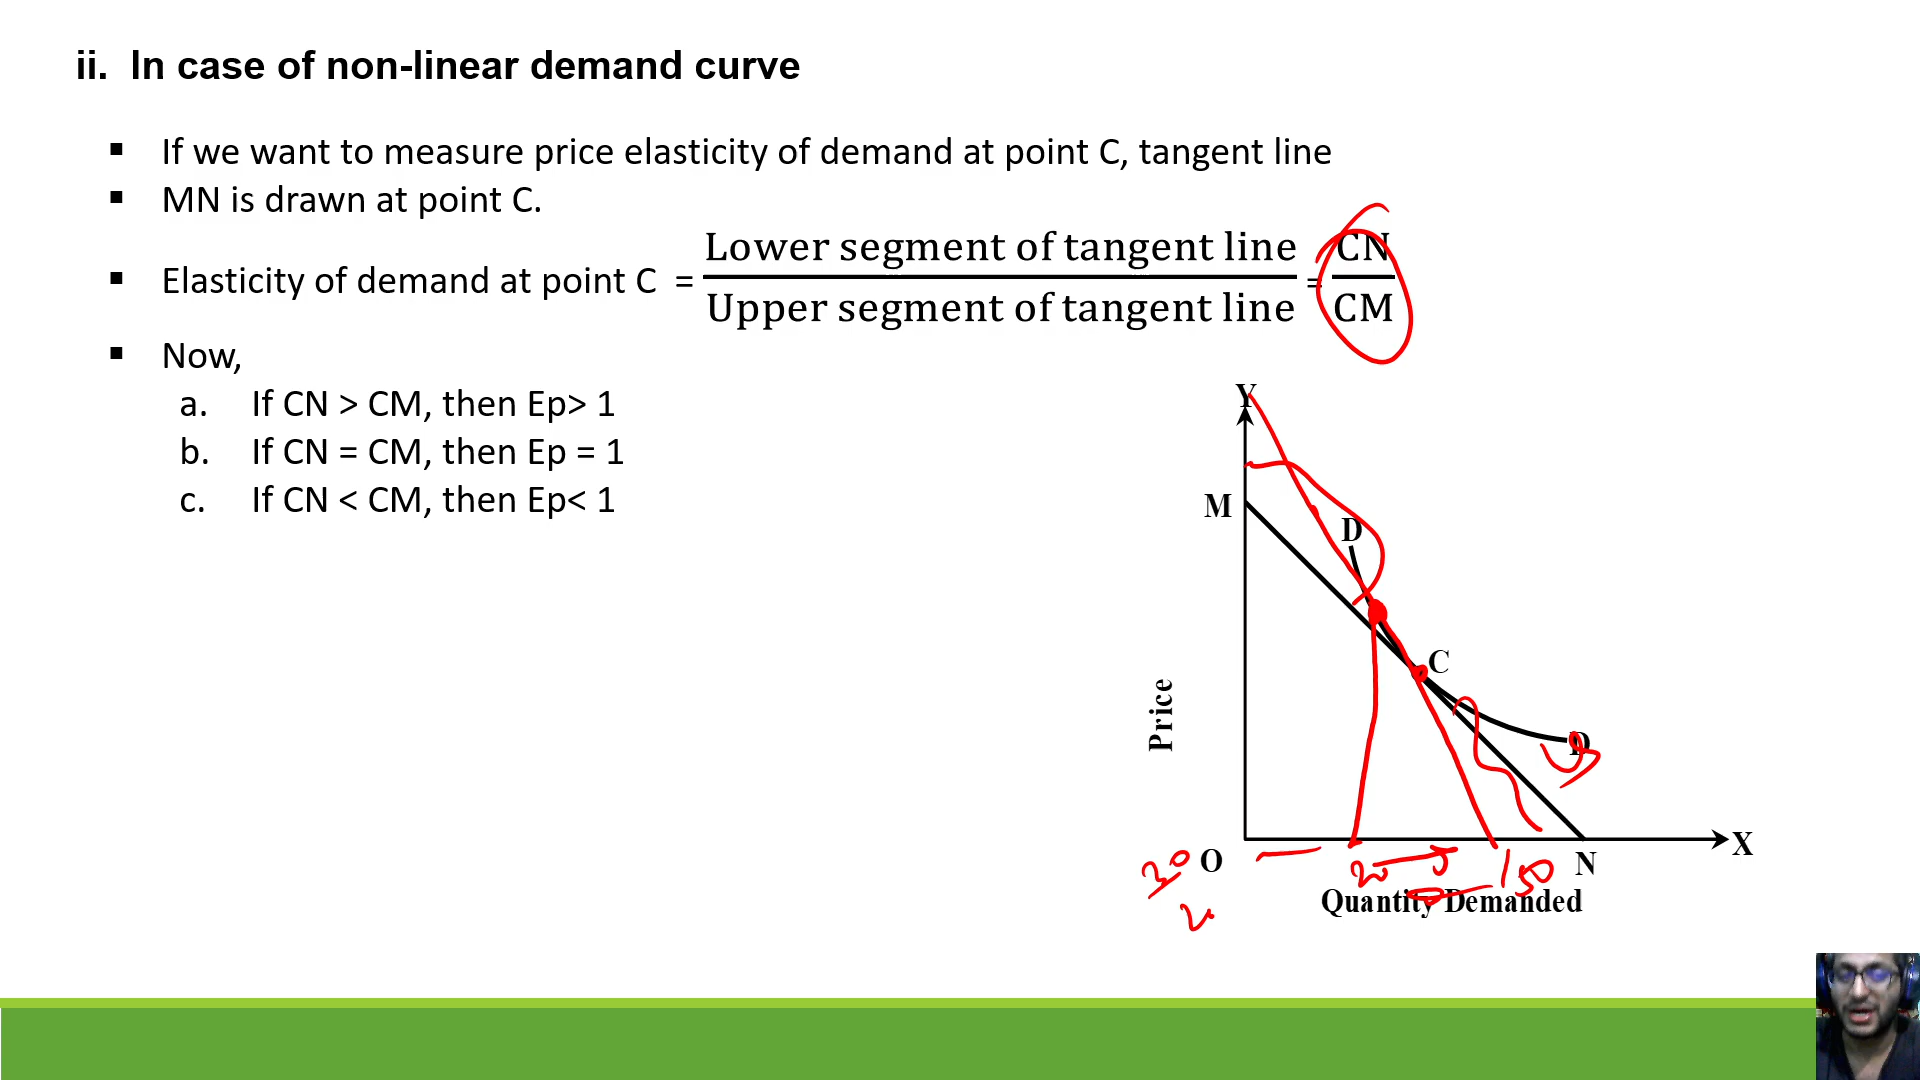 ii. In case of non-linear demand curve
▪ If we want to measure price elasticity of demand at point C, tangent line
▪ MN is drawn at point C.
▪ Elasticity of demand at point C = Lower segment of tangent line / Upper segment of tangent line = CN / CM
▪ Now,
a. If CN > CM, then Ep> 1
b. If CN = CM, then Ep = 1
c. If CN < CM, then Ep< 1
Y
M
D
C
Price
D
O
N
X
30
20
150
Quantity Demanded